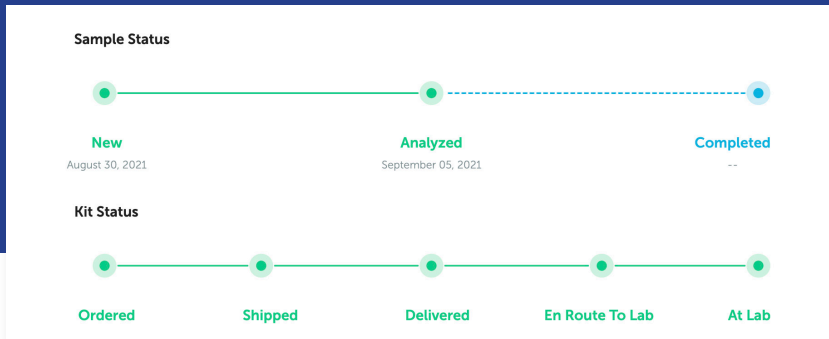 Sample Status
New
Analyzed
Completed
August 30, 2021
September 05, 2021
--
Kit Status
Ordered
Shipped
Delivered
En Route To Lab
At Lab